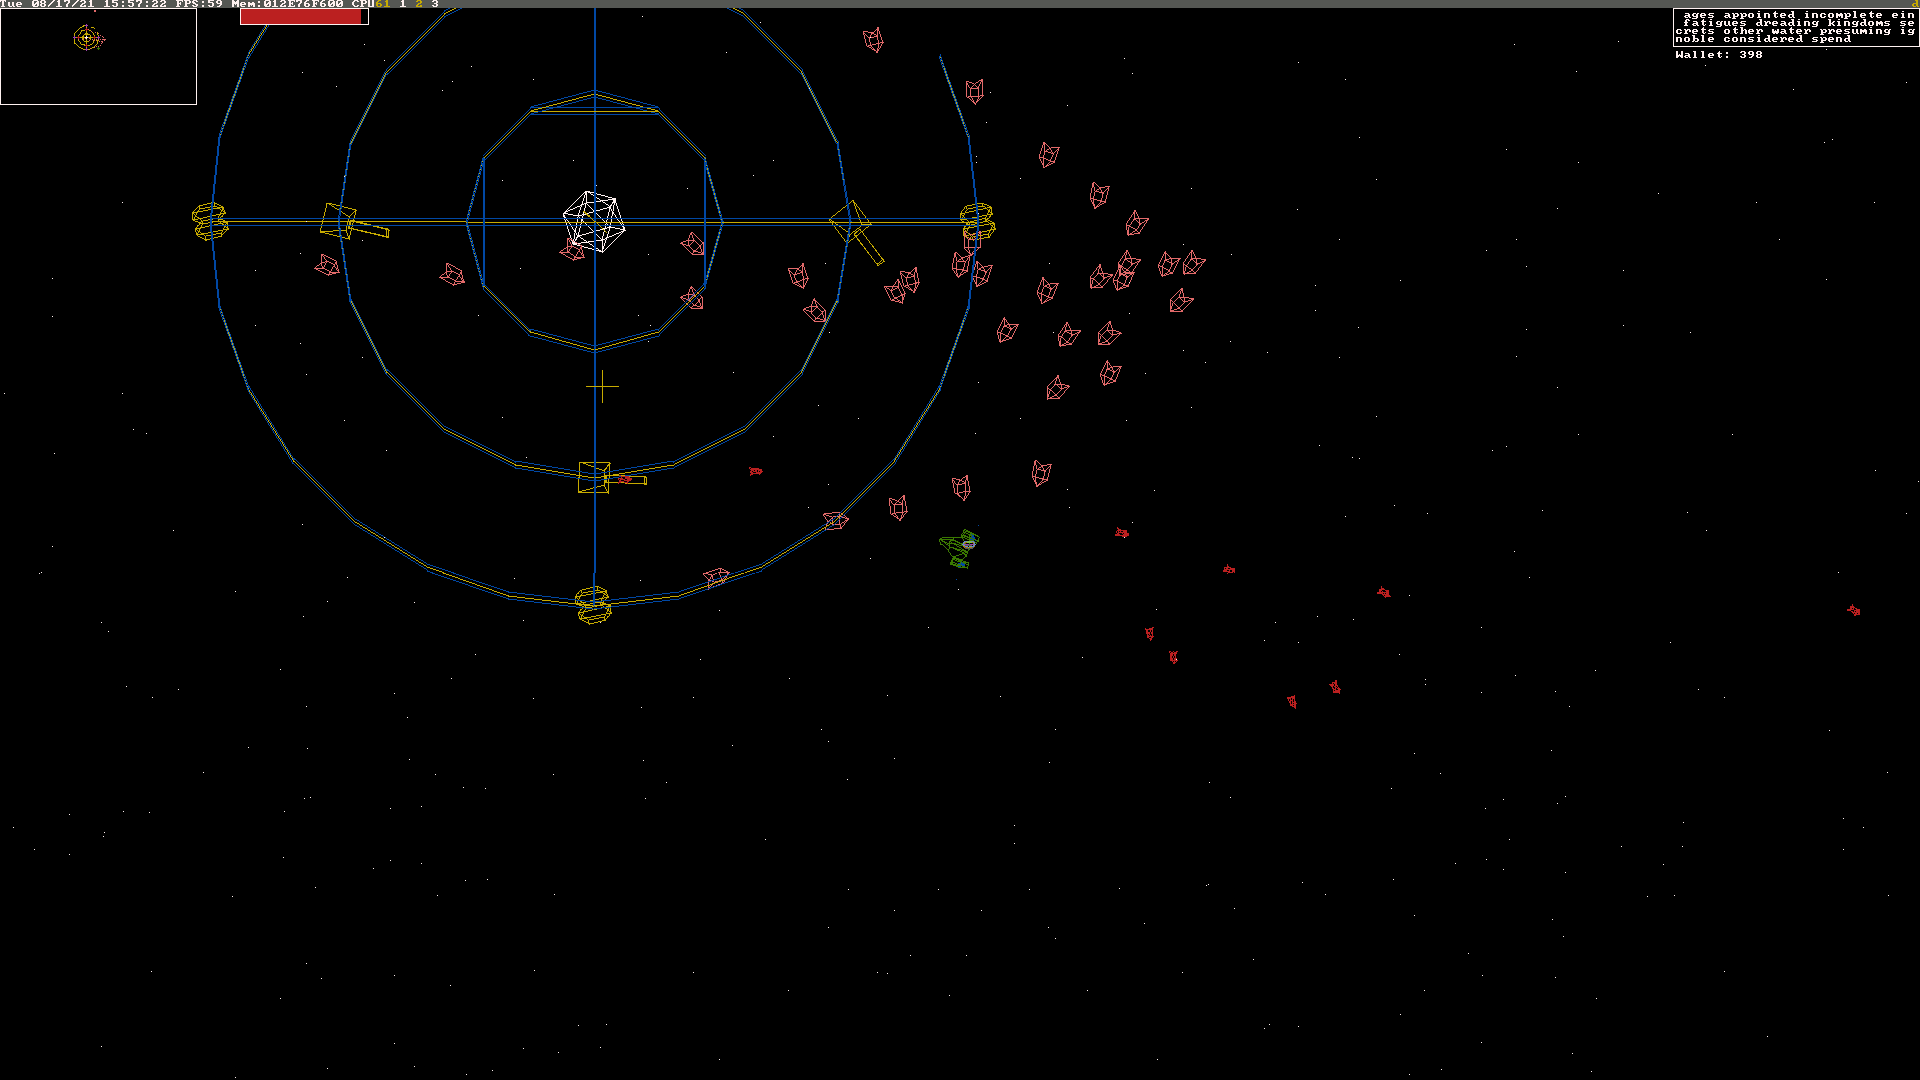 Tue 08/17/21 15:57:22 FPS:59 Mem:012E76F600 CPU61 1 2 3 d
ages appointed incomplete ein
fatigues dreading kingdoms se
crets other water presuming ig
noble considered spend
Wallet: 398